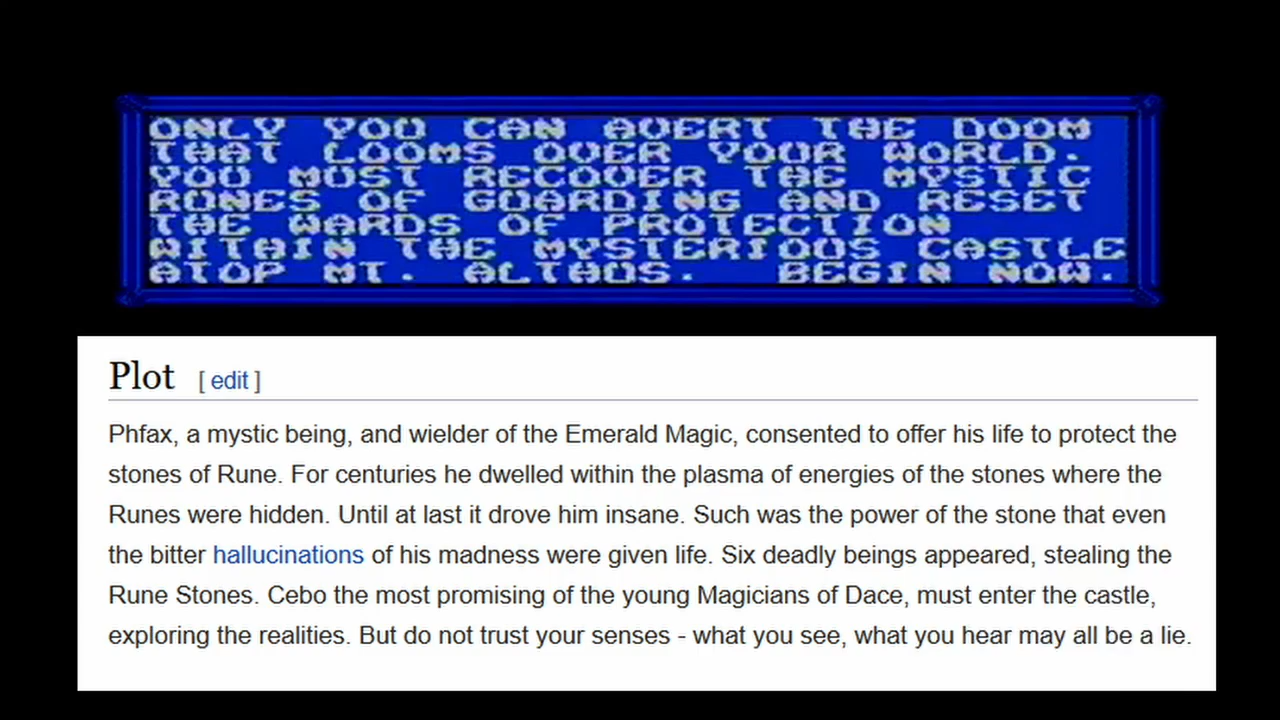 ONLY YOU CAN AVERT THE DOOM
THAT LOOMS OVER YOUR WORLD.
YOU MUST RECOVER THE MYSTIC
RUNES OF GUARDING AND RESET
THE WARDS OF PROTECTION
WITHIN THE MYSTERIOUS CASTLE
ATOP MT. ALTHUS. BEGIN NOW.
Plot [ edit ]
Phfax, a mystic being, and wielder of the Emerald Magic, consented to offer his life to protect the
stones of Rune. For centuries he dwelled within the plasma of energies of the stones where the
Runes were hidden. Until at last it drove him insane. Such was the power of the stone that even
the bitter hallucinations of his madness were given life. Six deadly beings appeared, stealing the
Rune Stones. Cebo the most promising of the young Magicians of Dace, must enter the castle,
exploring the realities. But do not trust your senses - what you see, what you hear may all be a lie.